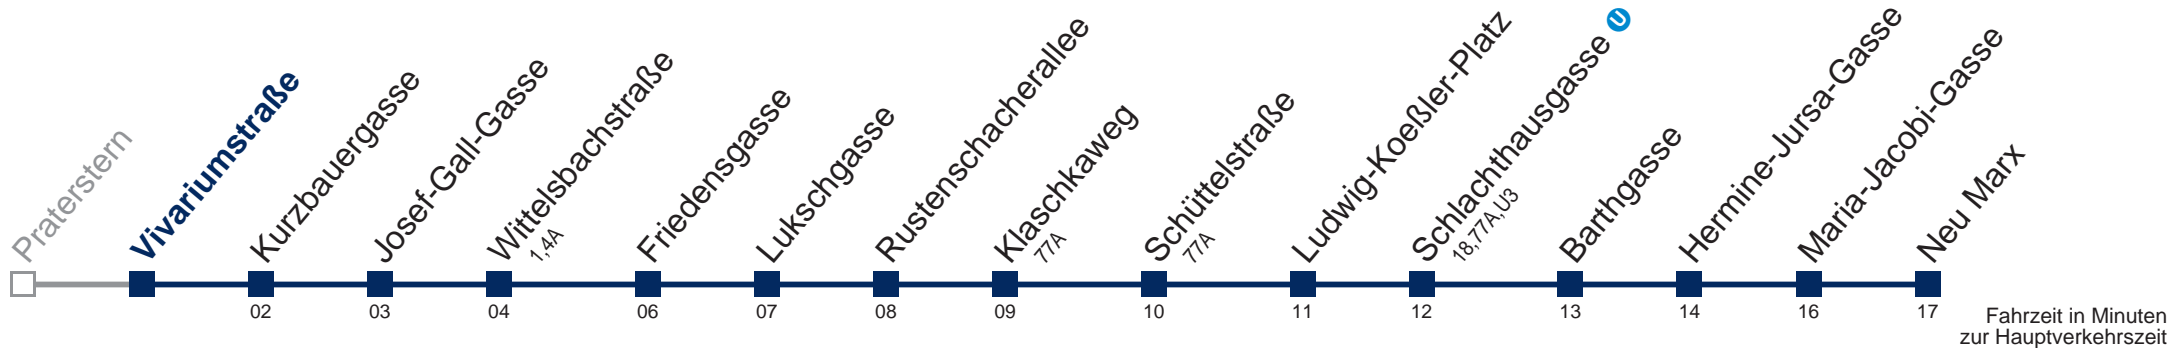 Praterstern
Vivariumstraße
Kurzbauergasse
Josef-Gall-Gasse
Wittelsbachstraße
1,4A
Friedensgasse
Lukschgasse
Rustenschacherallee
Klaschkaweg
77A
Schüttelstraße
77A
Ludwig-Koeßler-Platz
Schlachthausgasse U
18,77A,U3
Barthgasse
Hermine-Jursa-Gasse
Maria-Jacobi-Gasse
Neu Marx
02 03 04 06 07 08 09 10 11 12 13 14 16 17
Fahrzeit in Minuten
zur Hauptverkehrszeit